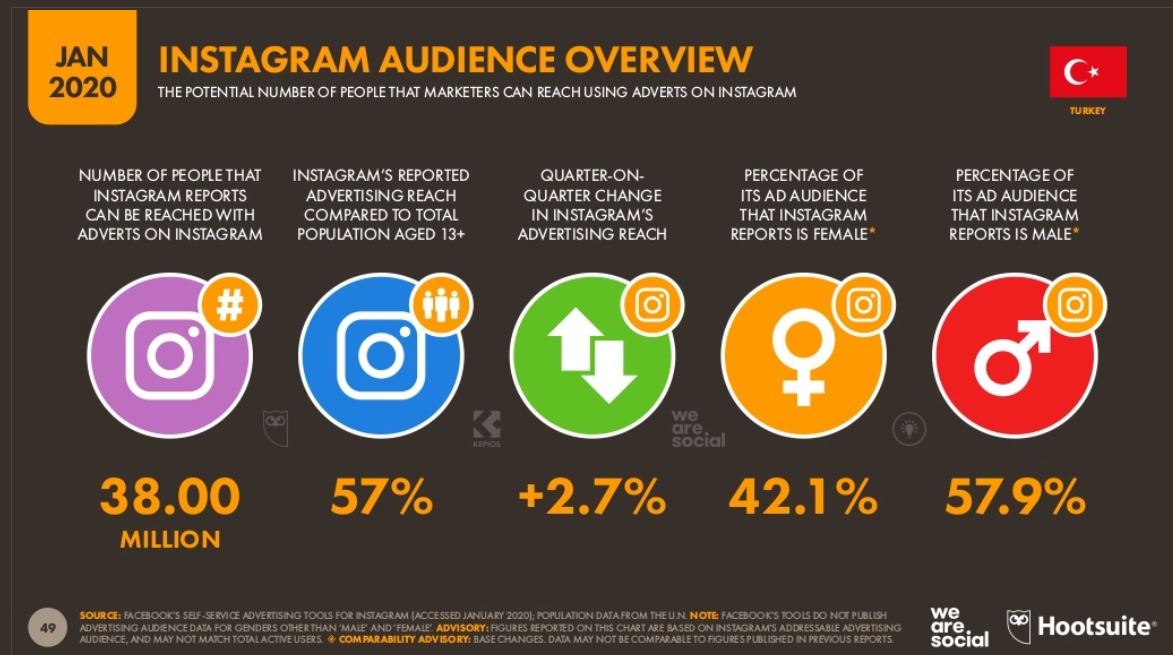 JAN
2020
INSTAGRAM AUDIENCE OVERVIEW
THE POTENTIAL NUMBER OF PEOPLE THAT MARKETERS CAN REACH USING ADVERTS ON INSTAGRAM
TURKEY
NUMBER OF PEOPLE THAT
INSTAGRAM REPORTS
CAN BE REACHED WITH
ADVERTS ON INSTAGRAM
INSTAGRAM'S REPORTED
ADVERTISING REACH
COMPARED TO TOTAL
POPULATION AGED 13+
QUARTER-ON-
QUARTER CHANGE
IN INSTAGRAM'S
ADVERTISING REACH
PERCENTAGE OF
ITS AD AUDIENCE
THAT INSTAGRAM
REPORTS IS FEMALE*
PERCENTAGE OF
ITS AD AUDIENCE
THAT INSTAGRAM
REPORTS IS MALE*
#
KEPIOS
we
are
social
38.00
MILLION
57%
+2.7%
42.1%
57.9%
49
SOURCE: FACEBOOK'S SELF-SERVICE ADVERTISING TOOLS FOR INSTAGRAM (ACCESSED JANUARY 2020); POPULATION DATA FROM THE U.N. NOTE: FACEBOOK'S TOOLS DO NOT PUBLISH
ADVERTISING AUDIENCE DATA FOR GENDERS OTHER THAN 'MALE' AND 'FEMALE'. ADVISORY: FIGURES REPORTED ON THIS CHART ARE BASED ON INSTAGRAM'S ADDRESSABLE ADVERTISING
AUDIENCE, AND MAY NOT MATCH TOTAL ACTIVE USERS. ◈ COMPARABILITY ADVISORY: BASE CHANGES. DATA MAY NOT BE COMPARABLE TO FIGURES PUBLISHED IN PREVIOUS REPORTS.
we
are
social
Hootsuite®